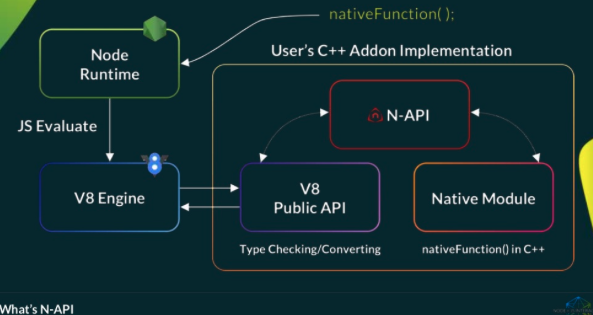 nativeFunction( );
Node
Runtime
User's C++ Addon Implementation
N-API
JS Evaluate
V8 Engine
V8
Public API
Native Module
Type Checking/Converting
nativeFunction() in C++
What's N-API